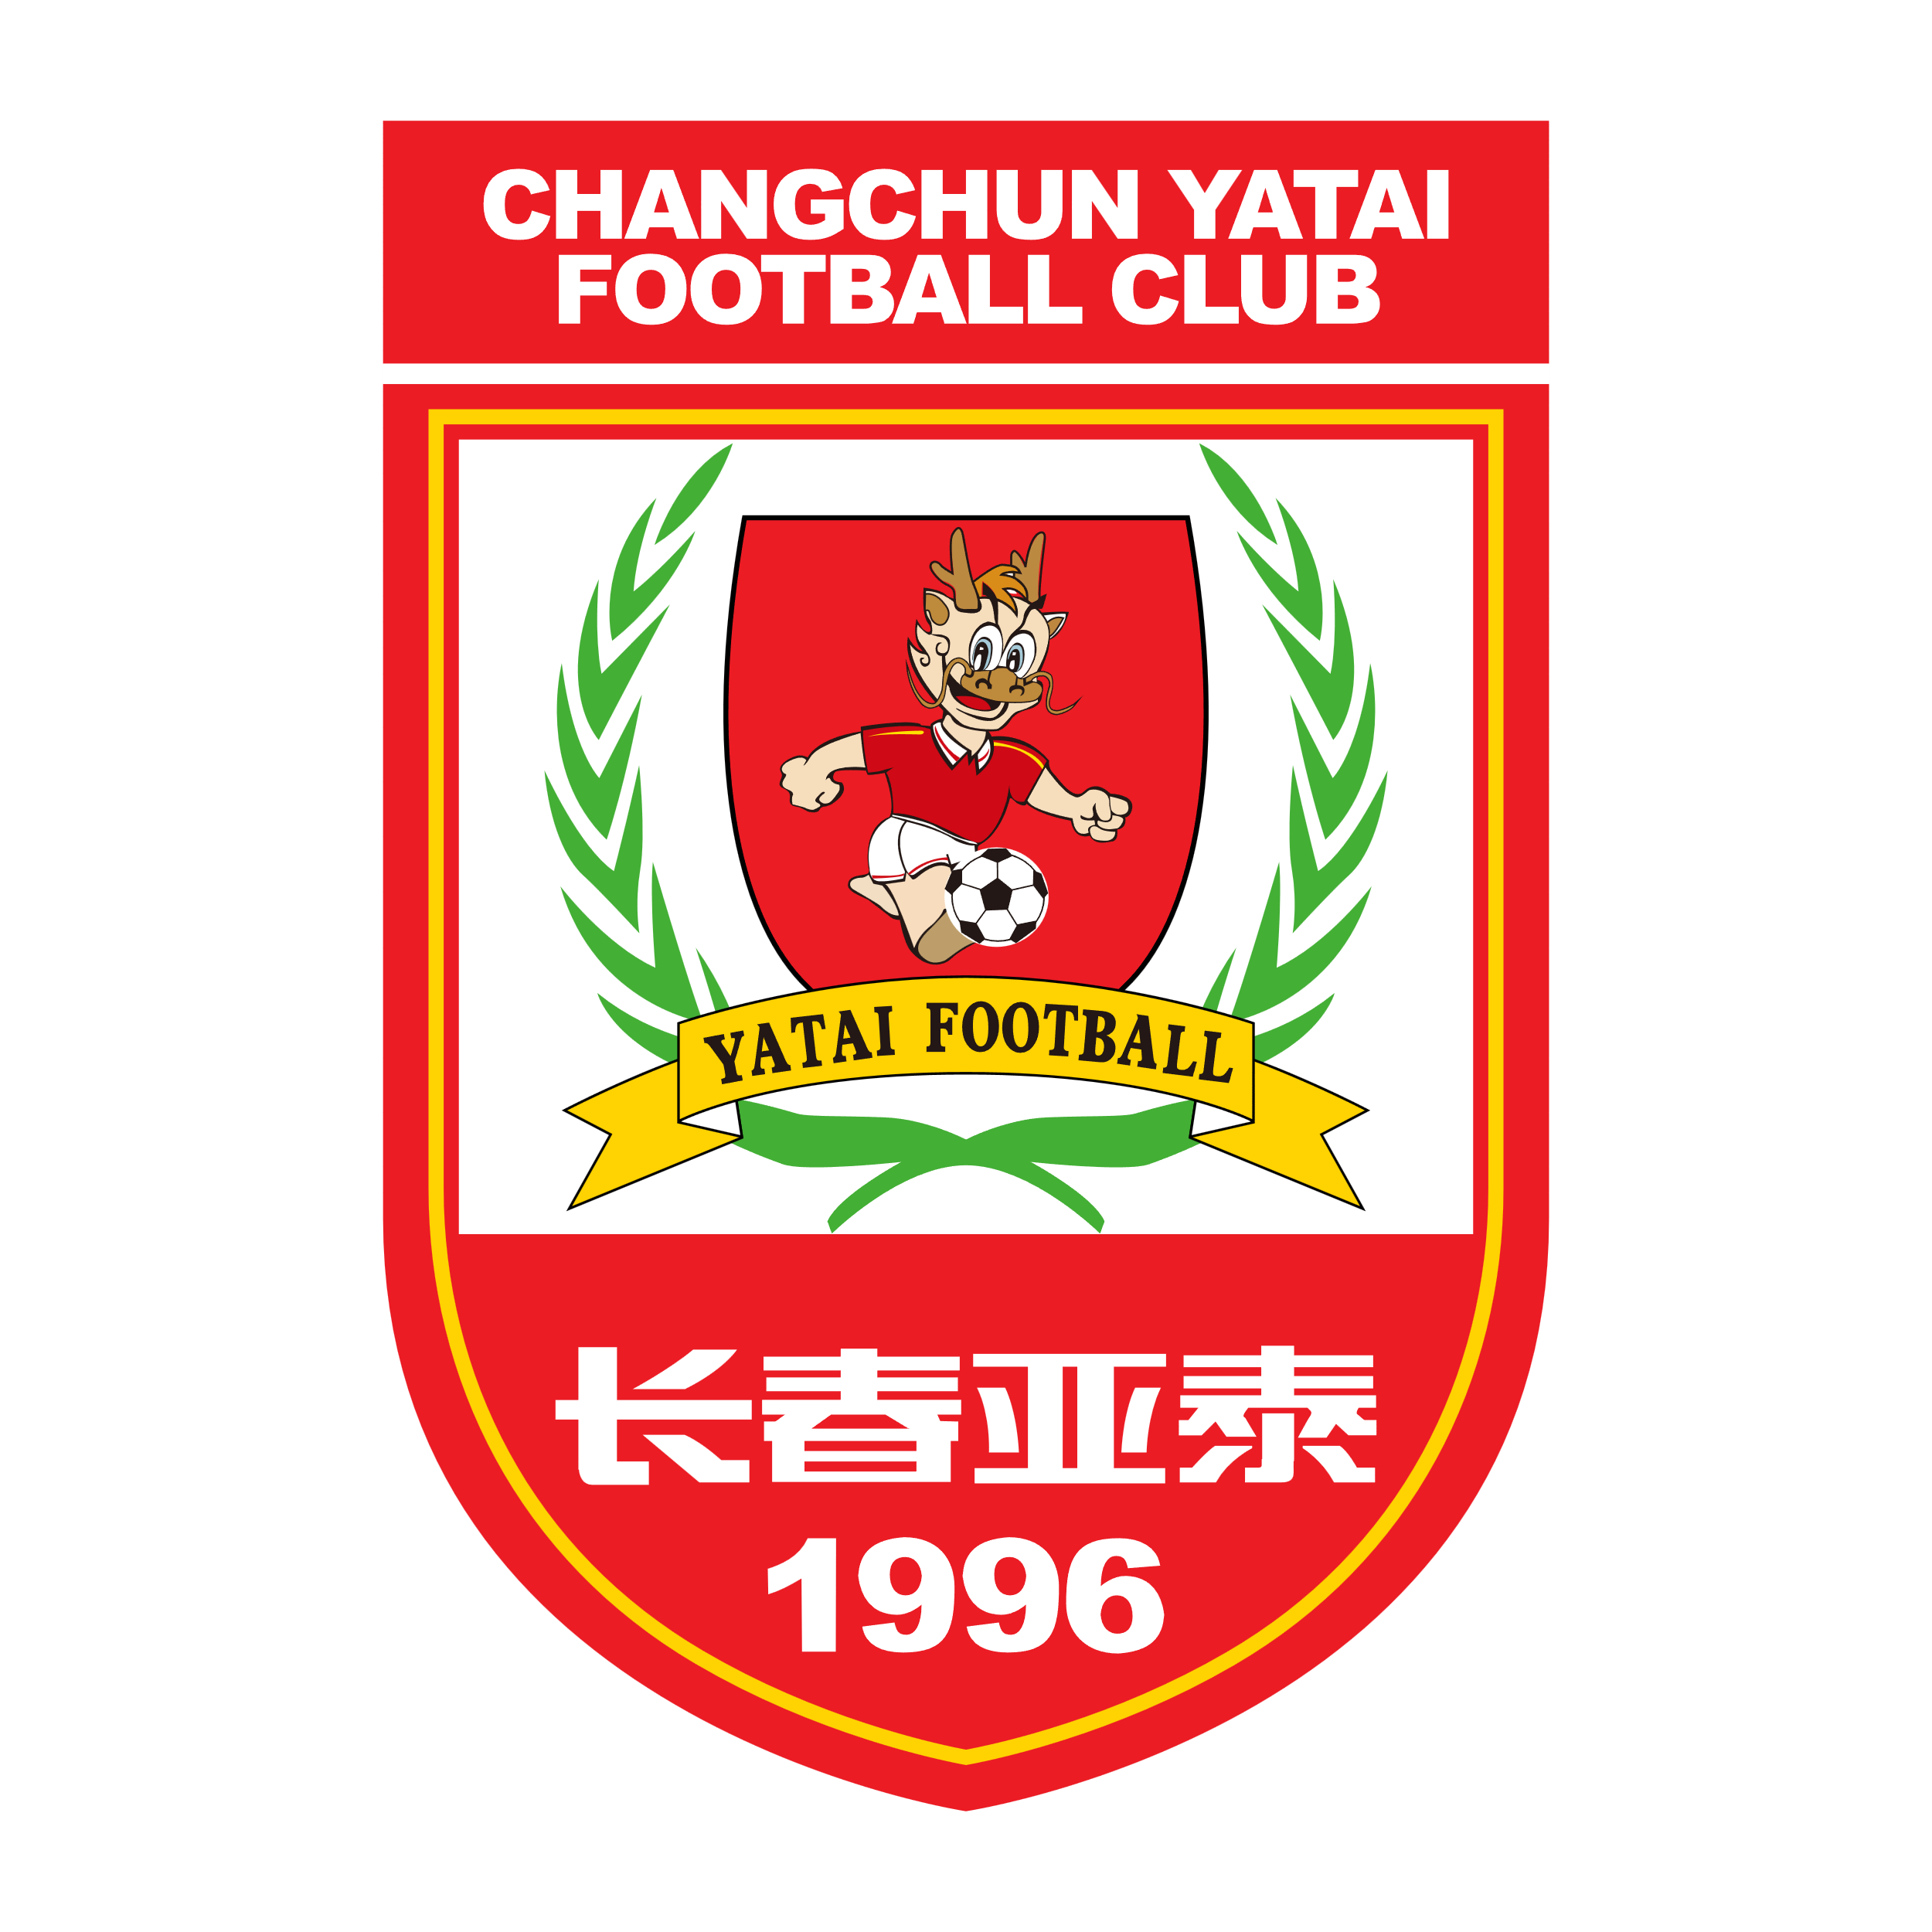 CHANGCHUN YATAI
FOOTBALL CLUB
YATAI FOOTBALL
长春亚泰
1996